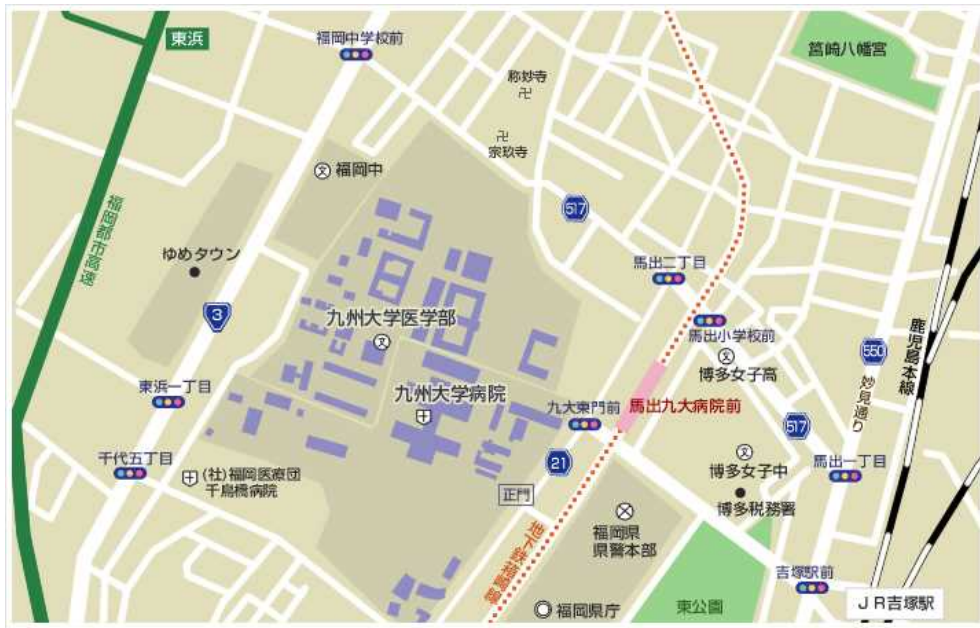 東浜
福岡中学校前
筥崎八幡宮
称妙寺
卍
卍
宗玖寺
文
福岡中
517
福岡都市高速
ゆめタウン
馬出二丁目
3
九州大学医学部
文
馬出小学校前
文
博多女子高
550
鹿児島本線
妙見通り
東浜一丁目
九州大学病院
九大東門前
馬出九大病院前
517
千代五丁目
(社)福岡医療団
千鳥橋病院
21
文
博多女子中
馬出一丁目
正門
博多税務署
地下鉄箱崎線
福岡県
県警本部
吉塚駅前
福岡県庁
東公園
JR吉塚駅